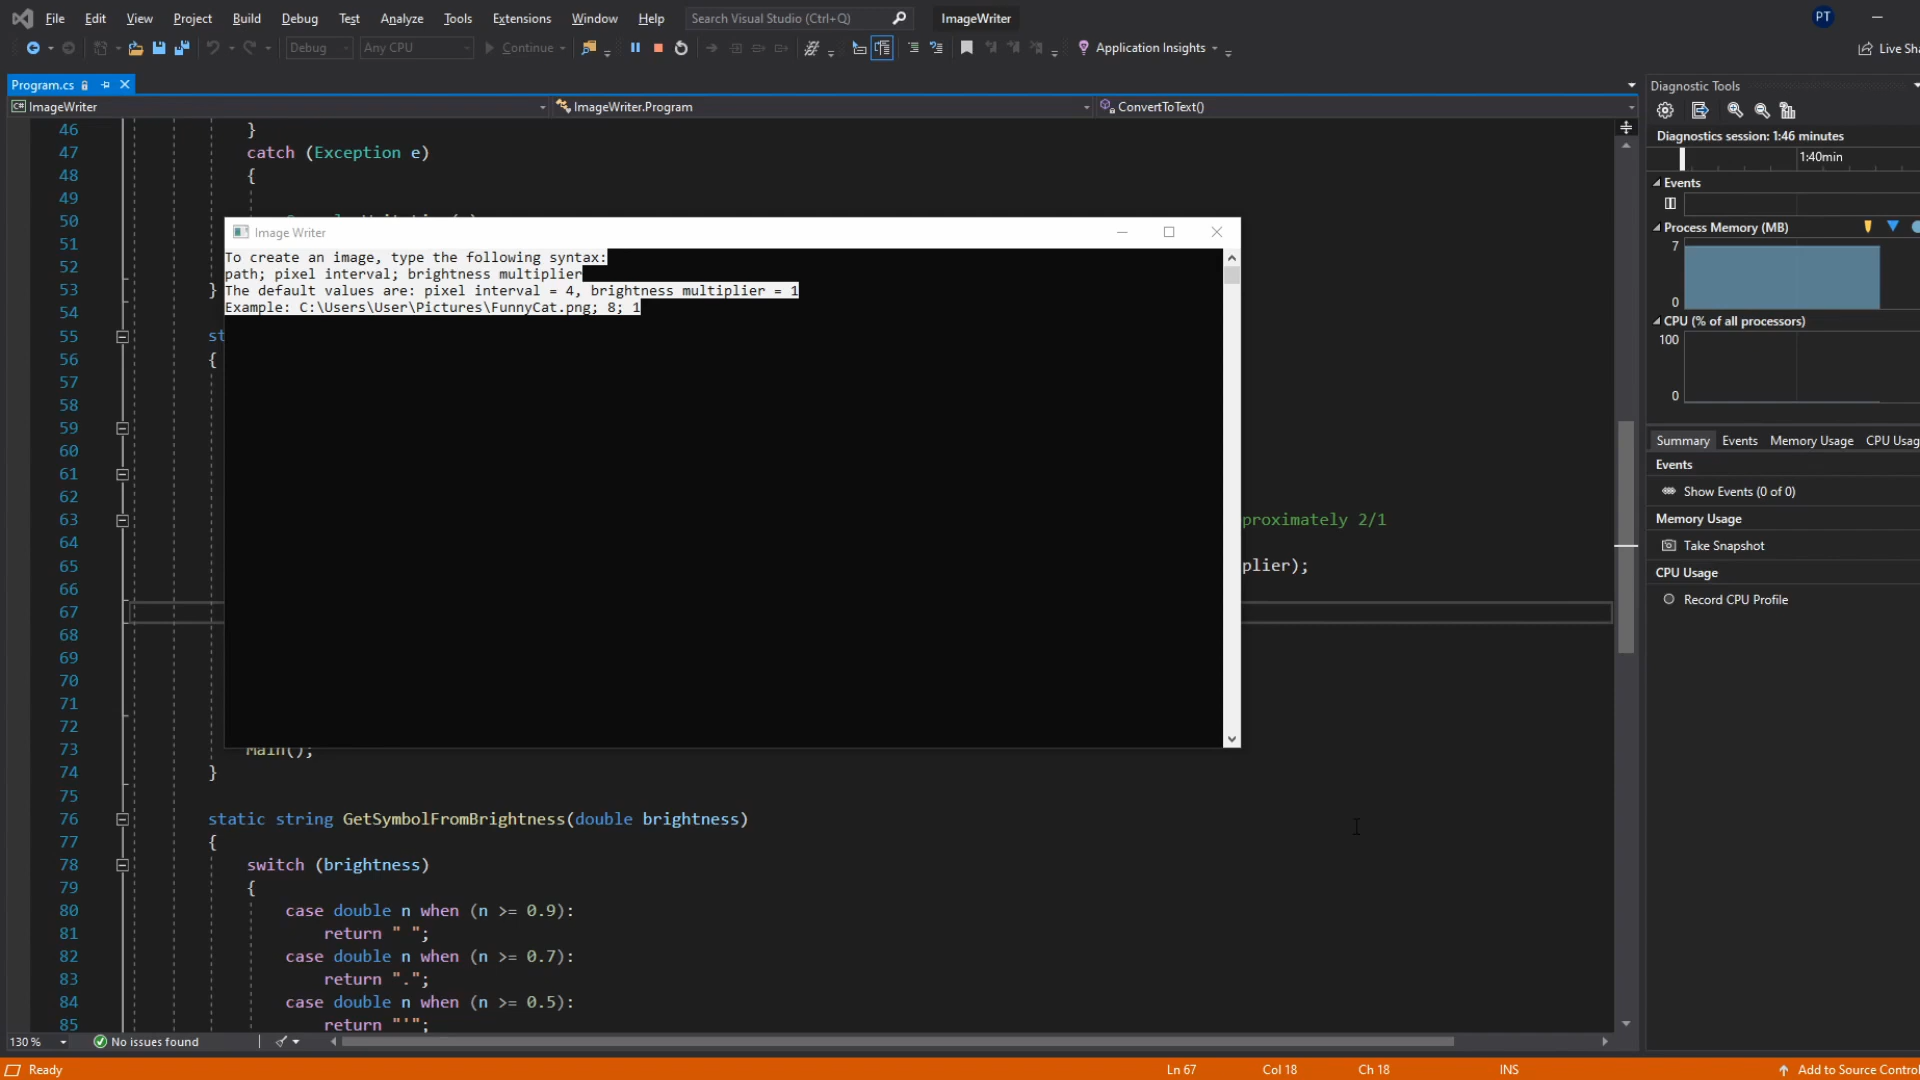 File Edit View Project Build Debug Test Analyze Tools Extensions Window Help Search Visual Studio (Ctrl+Q) ImageWriter PT
Debug Any CPU Continue Application Insights Live Sha
Program.cs
ImageWriter ImageWriter.Program ConvertToText()
46 }
47 catch (Exception e)
48 {
49
50
51
52
53 }
54
55 st
56 {
57
58
59
60
61
62
63 proximately 2/1
64
65 plier);
66
67
68
69
70
71
72
73 Main();
74 }
75
76 static string GetSymbolFromBrightness(double brightness)
77 {
78 switch (brightness)
79 {
80 case double n when (n >= 0.9):
81 return " ";
82 case double n when (n >= 0.7):
83 return ".";
84 case double n when (n >= 0.5):
85 return "'";
Image Writer
To create an image, type the following syntax:
path; pixel interval; brightness multiplier
The default values are: pixel interval = 4, brightness multiplier = 1
Example: C:\Users\User\Pictures\FunnyCat.png; 8; 1
Diagnostic Tools
Diagnostics session: 1:46 minutes
1:40min
Events
Process Memory (MB)
7
0
CPU (% of all processors)
100
0
Summary Events Memory Usage CPU Usag
Events
Show Events (0 of 0)
Memory Usage
Take Snapshot
CPU Usage
Record CPU Profile
130 % No issues found
Ready Ln 67 Col 18 Ch 18 INS Add to Source Control